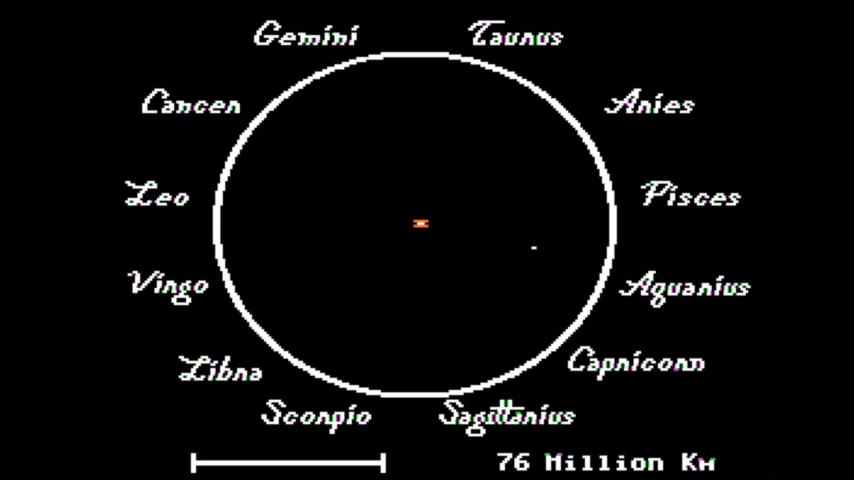 Gemini Taurus
Cancer Aries
Leo Pisces
Virgo Aquarius
Libra Capricorn
Scorpio Sagittarius
76 Million Km